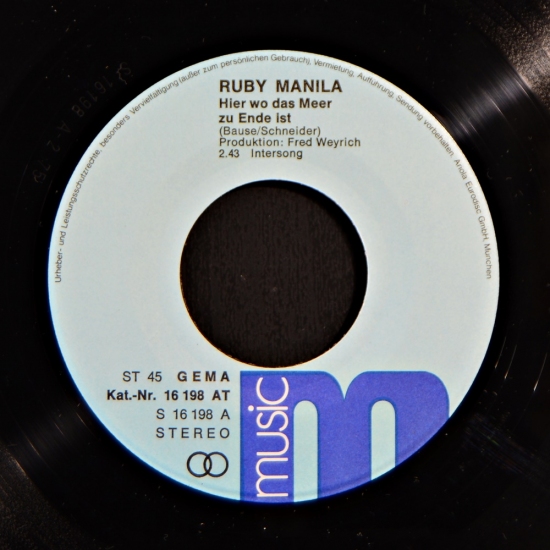 Urheber- und Leistungsschutzrechte, besonders Vervielfältigung (außer zum persönlichen Gebrauch), Vermietung, Aufführung, Sendung vorbehalten. Ariola Eurodisc GmbH, München
RUBY MANILA
Hier wo das Meer
zu Ende ist
(Bause/Schneider)
Produktion: Fred Weyrich
2.43 Intersong
ST 45 GEMA
Kat.-Nr. 16 198 AT
S 16 198 A
STEREO
music
m